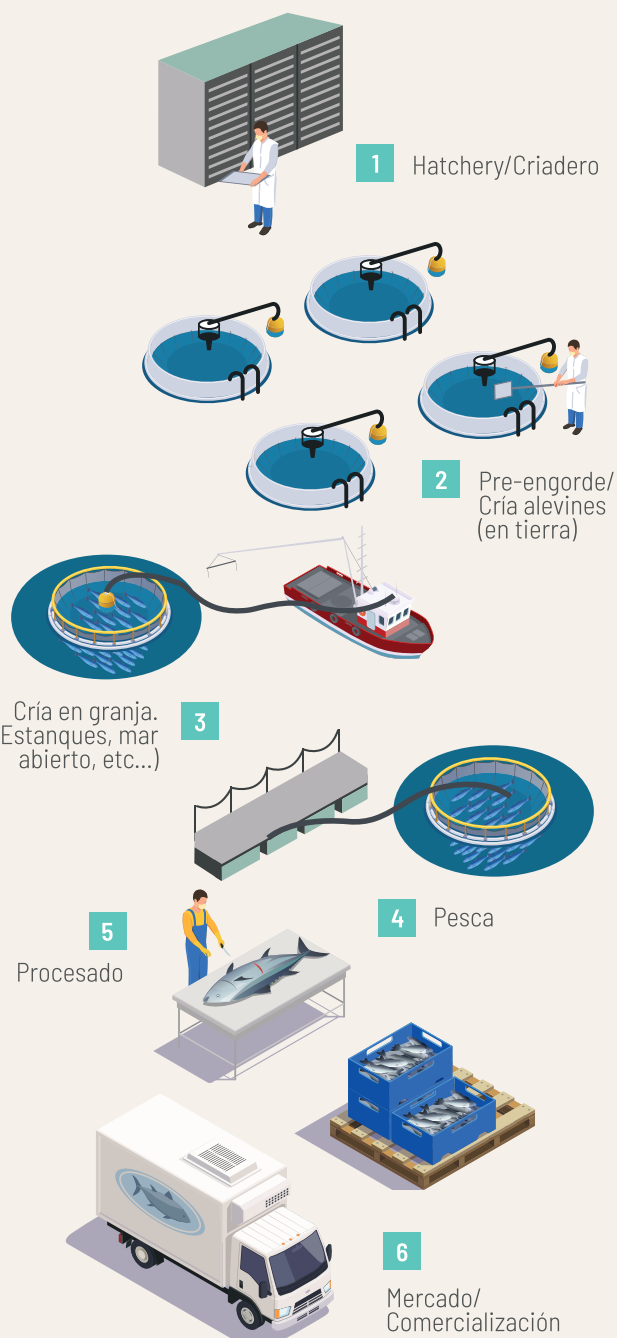 1
Hatchery/Criadero
2
Pre-engorde/
Cría alevines
(en tierra)
Cría en granja.
Estanques, mar
abierto, etc...)
3
4
Pesca
5
Procesado
6
Mercado/
Comercialización